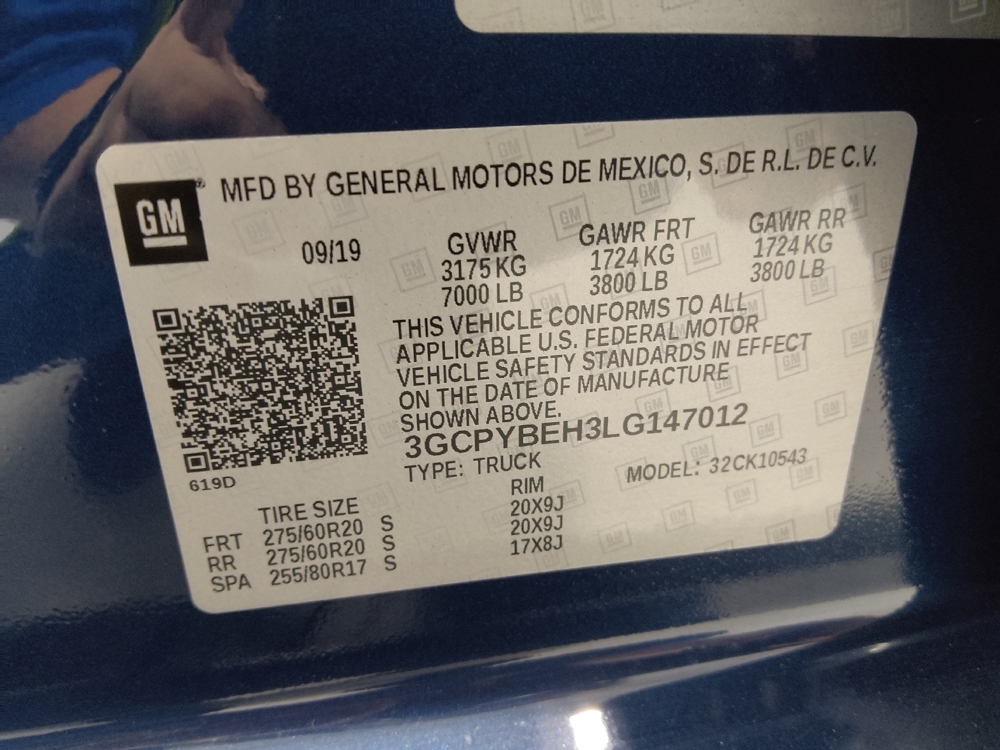 GM
MFD BY GENERAL MOTORS DE MEXICO, S. DE R.L. DE C.V.
09/19
GVWR
3175 KG
7000 LB
GAWR FRT
1724 KG
3800 LB
GAWR RR
1724 KG
3800 LB
THIS VEHICLE CONFORMS TO ALL
APPLICABLE U.S. FEDERAL MOTOR
VEHICLE SAFETY STANDARDS IN EFFECT
ON THE DATE OF MANUFACTURE
SHOWN ABOVE.
3GCPYBEH3LG147012
TYPE: TRUCK
MODEL: 32CK10543
619D
TIRE SIZE
RIM
FRT 275/60R20 S 20X9J
RR 275/60R20 S 20X9J
SPA 255/80R17 S 17X8J